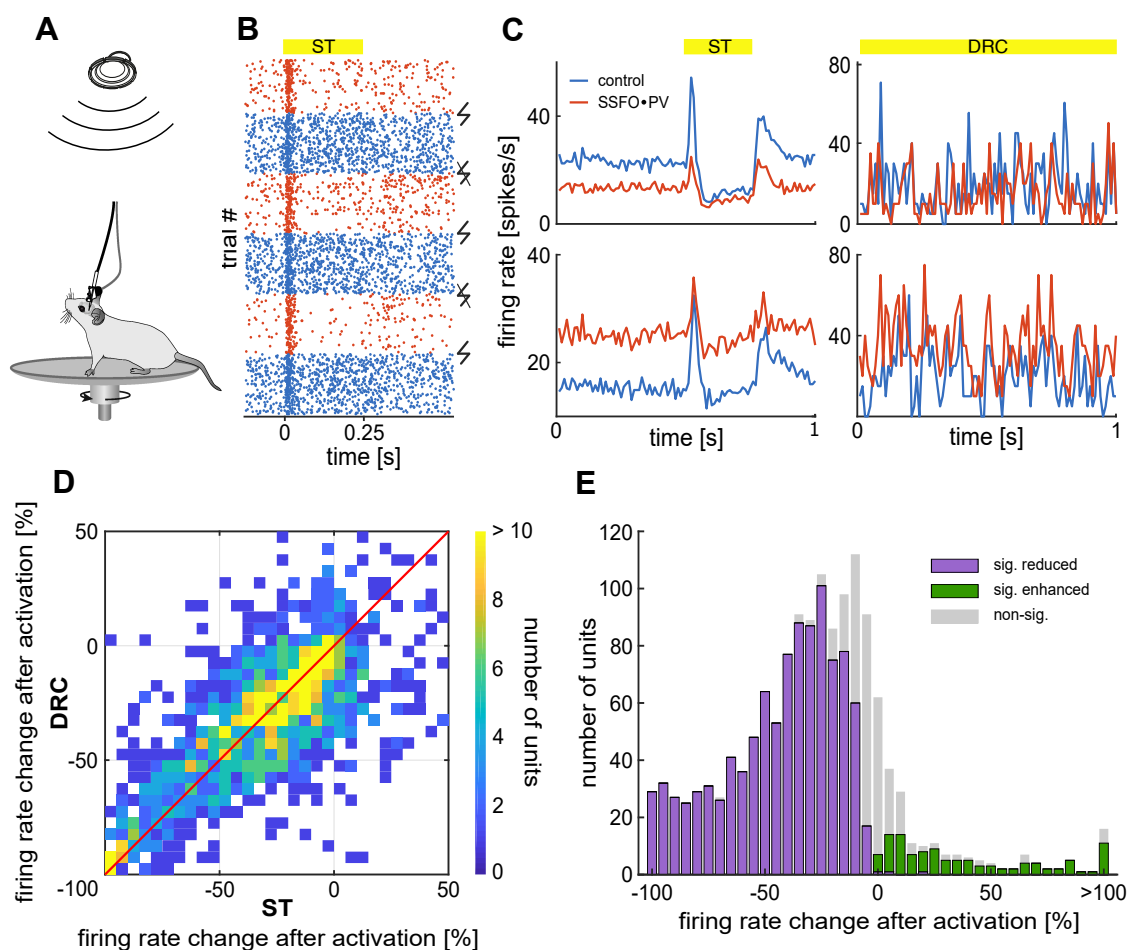 A
B
ST
trial #
0
0.25
time [s]
C
ST
DRC
control
SSFO•PV
firing rate [spikes/s]
40
0
80
40
0
40
20
80
40
0
1
time [s]
0
1
time [s]
D
firing rate change after activation [%]
DRC
50
0
-50
-100
-50
0
50
ST
firing rate change after activation [%]
> 10
8
6
4
2
0
number of units
E
number of units
120
100
80
60
40
20
0
sig. reduced
sig. enhanced
non-sig.
-100
-50
0
50
>100
firing rate change after activation [%]